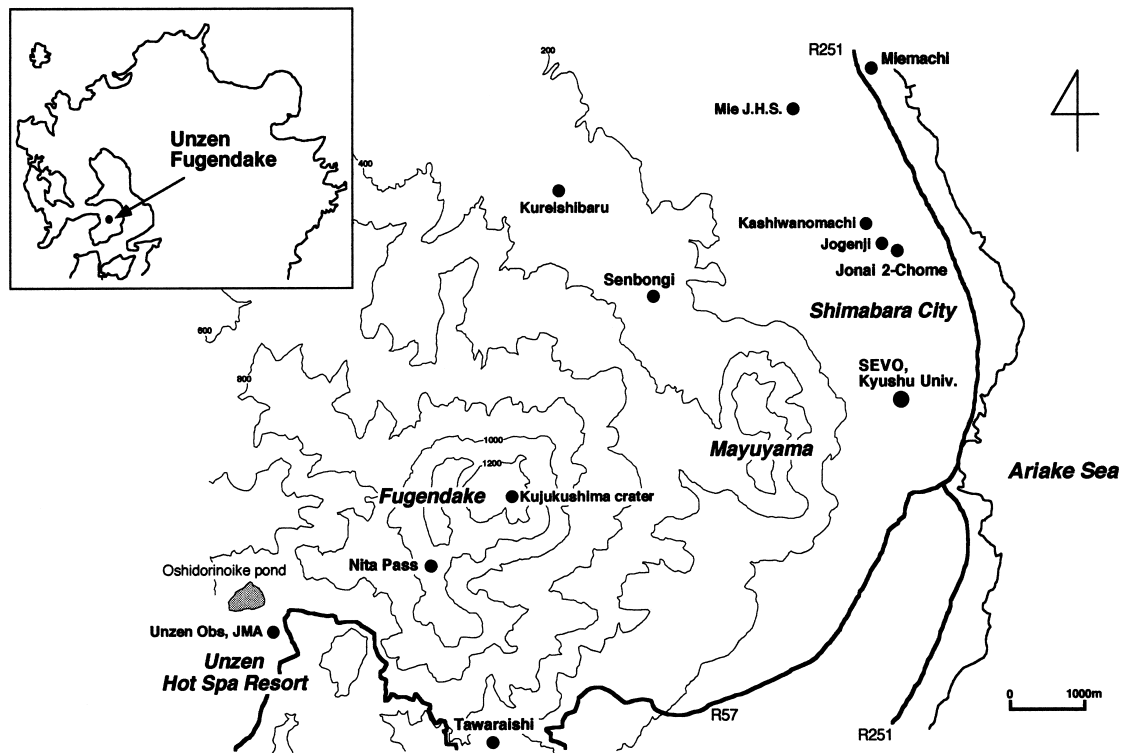 Unzen
Fugendake
200
R251
Miemachi
Mie J.H.S.
400
Kureishibaru
Kashiwanomachi
Jogenji
Jonai 2-Chome
Senbongi
Shimabara City
600
SEVO,
Kyushu Univ.
800
1000
1200
Mayuyama
Ariake Sea
Fugendake
Kujukushima crater
Nita Pass
Oshidorinoike pond
Unzen Obs, JMA
Unzen
Hot Spa Resort
0 1000m
Tawaraishi
R57
R251